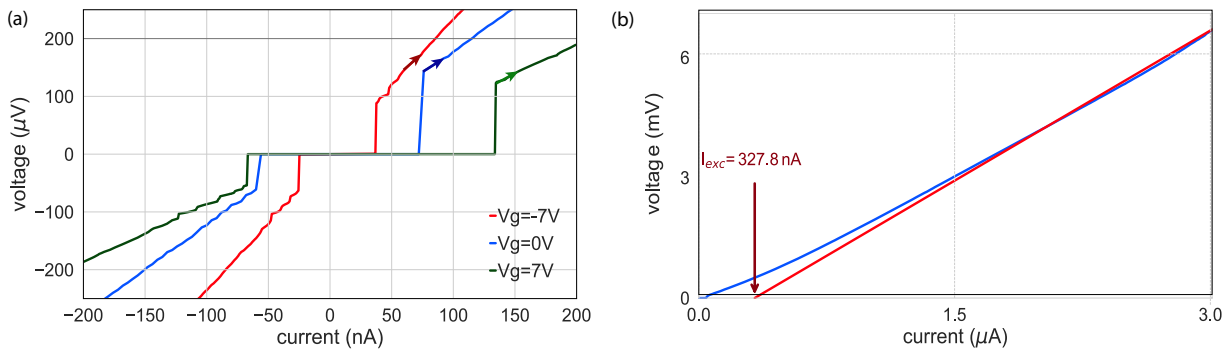 (a)
voltage (µV)
200
100
0
−100
−200
Vg=-7V
Vg=0V
Vg=7V
−200 −150 −100 −50 0 50 100 150 200
current (nA)
(b)
voltage (mV)
6
3
0
I_exc = 327.8 nA
0.0 1.5 3.0
current (µA)